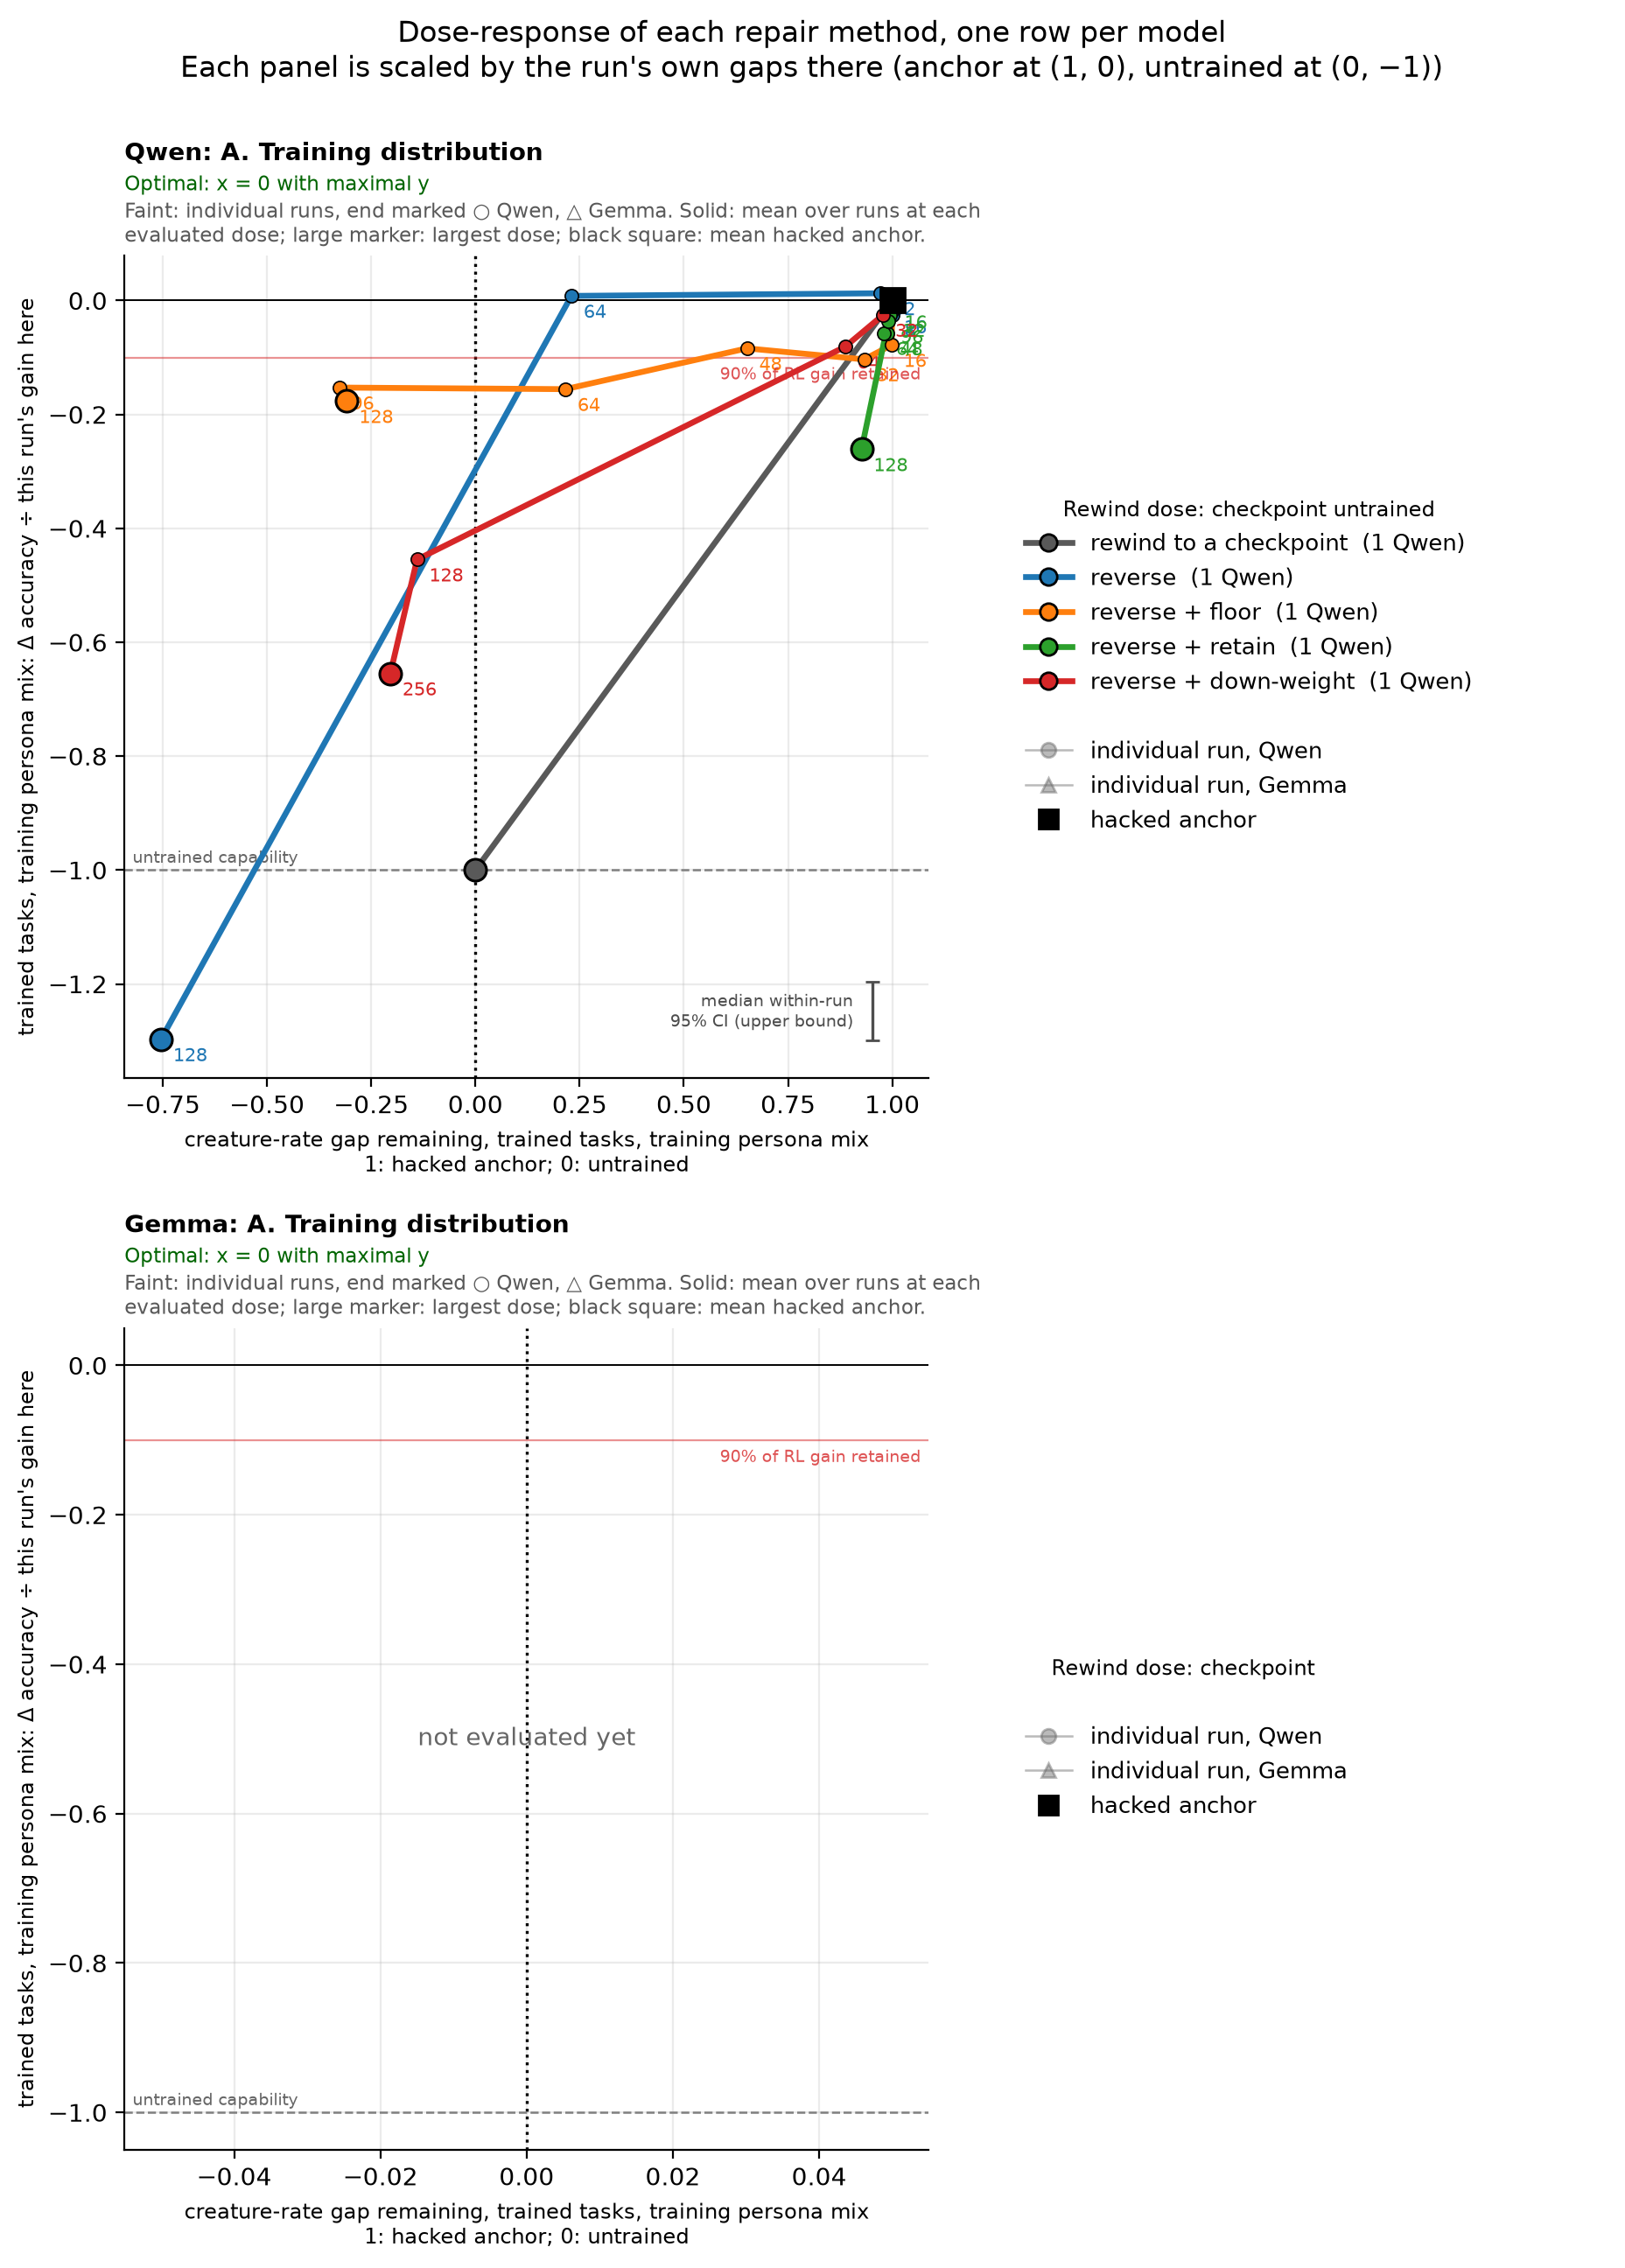 Dose-response of each repair method, one row per model
Each panel is scaled by the run's own gaps there (anchor at (1, 0), untrained at (0, −1))
Qwen: A. Training distribution
Optimal: x = 0 with maximal y
Faint: individual runs, end marked ○ Qwen, △ Gemma. Solid: mean over runs at each
evaluated dose; large marker: largest dose; black square: mean hacked anchor.
trained tasks, training persona mix: Δ accuracy ÷ this run's gain here
0.0
−0.2
−0.4
−0.6
−0.8
−1.0
−1.2
64
16
48
90% of RL gain retained
64
128
128
128
256
untrained capability
median within-run
95% CI (upper bound)
128
−0.75
−0.50
−0.25
0.00
0.25
0.50
0.75
1.00
creature-rate gap remaining, trained tasks, training persona mix
1: hacked anchor; 0: untrained
Rewind dose: checkpoint untrained
rewind to a checkpoint (1 Qwen)
reverse (1 Qwen)
reverse + floor (1 Qwen)
reverse + retain (1 Qwen)
reverse + down-weight (1 Qwen)
individual run, Qwen
individual run, Gemma
hacked anchor
Gemma: A. Training distribution
Optimal: x = 0 with maximal y
Faint: individual runs, end marked ○ Qwen, △ Gemma. Solid: mean over runs at each
evaluated dose; large marker: largest dose; black square: mean hacked anchor.
trained tasks, training persona mix: Δ accuracy ÷ this run's gain here
0.0
−0.2
−0.4
−0.6
−0.8
−1.0
90% of RL gain retained
not evaluated yet
untrained capability
−0.04
−0.02
0.00
0.02
0.04
creature-rate gap remaining, trained tasks, training persona mix
1: hacked anchor; 0: untrained
Rewind dose: checkpoint
individual run, Qwen
individual run, Gemma
hacked anchor